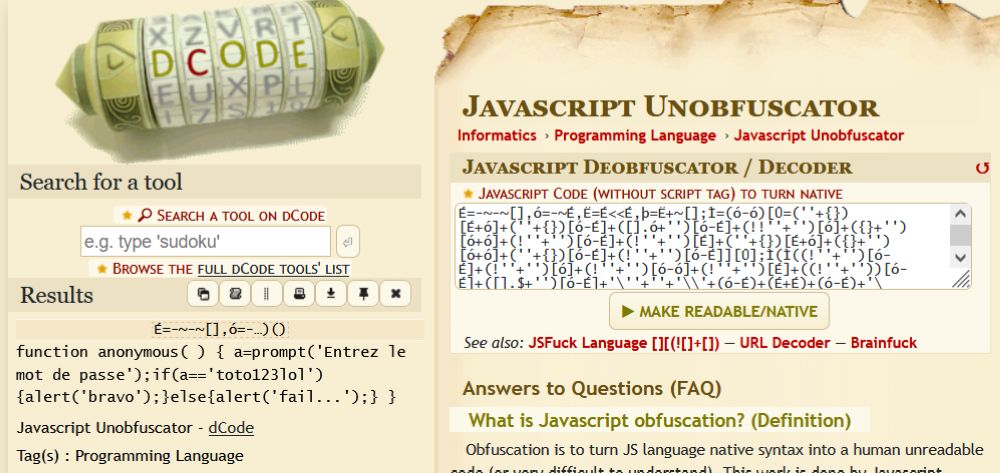 DCODE
Search for a tool
SEARCH A TOOL ON DCODE
e.g. type 'sudoku'
BROWSE THE FULL DCODE TOOLS' LIST
Results
É=-~-~[],ó=-…)()
function anonymous( ) { a=prompt('Entrez le
mot de passe');if(a=='toto123lol')
{alert('bravo');}else{alert('fail...');} }
Javascript Unobfuscator - dCode
Tag(s) : Programming Language
JAVASCRIPT UNOBFUSCATOR
Informatics › Programming Language › Javascript Unobfuscator
JAVASCRIPT DEOBFUSCATOR / DECODER
JAVASCRIPT CODE (WITHOUT SCRIPT TAG) TO TURN NATIVE
É=-~-~[],ó=-~É,Ë=É<<É,þ=Ë+~[];Ì=(ó-ó)[Û=(''+{})
[É+ó]+(''+{})[ó-É]+([].ó+'')[ó-É]+(!!''+'')[ó]+({}+'')
[ó+ó]+(!''+'')[ó-É]+(!''+'')[É]+(''+{})[É+ó]+({}+'')
[ó+ó]+(''+{})[ó-É]+(!''+'')[ó-É]][Û];Ì(Ì((!''+'')[ó-
É]+(!''+'')[ó]+(!''+'')[ó-ó]+(!''+'')[É]+((!''+''))[ó-
É]+([].$+'')[ó-É]+'\''+''+'\\'+(ó-É)+(É+É)+(ó-É)+'\
▶ MAKE READABLE/NATIVE
See also: JSFuck Language [][(![]+[]) — URL Decoder — Brainfuck
Answers to Questions (FAQ)
What is Javascript obfuscation? (Definition)
Obfuscation is to turn JS language native syntax into a human unreadable
code (or very difficult to understand). This work is done by Javascript